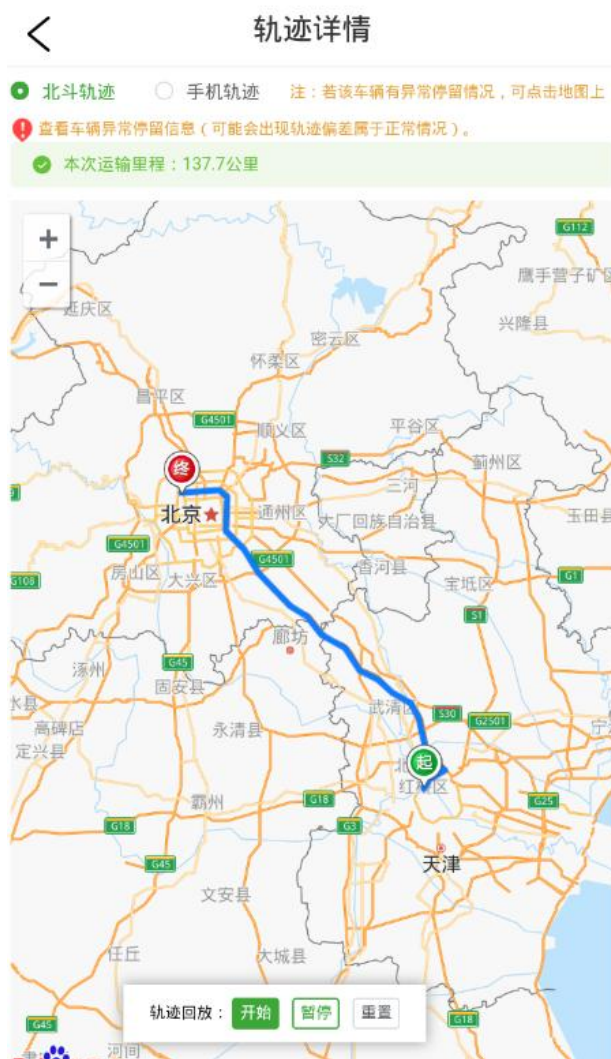 轨迹详情
北斗轨迹 手机轨迹 注：若该车辆有异常停留情况，可点击地图上
查看车辆异常停留信息（可能会出现轨迹偏差属于正常情况）。
本次运输里程：137.7公里
+
G112
鹰手营子矿区
−
延庆区
兴隆县
密云区
怀柔区
昌平区
G4501
顺义区
平谷区
S32
蓟州区
终
三河
北京
通州区
大厂回族自治县
玉田县
G4501
G4501
香河县
房山区
大兴区
G108
G1
宝坻区
S1
廊坊
G45
涞州
固安县
武清区
S30
G2501
高碑店
永清县
定兴县
起
红桥区
霸州
G18
G25
G18
G3
天津
G45
文安县
任丘
大城县
轨迹回放： 开始 暂停 重置
G45
G18
河间